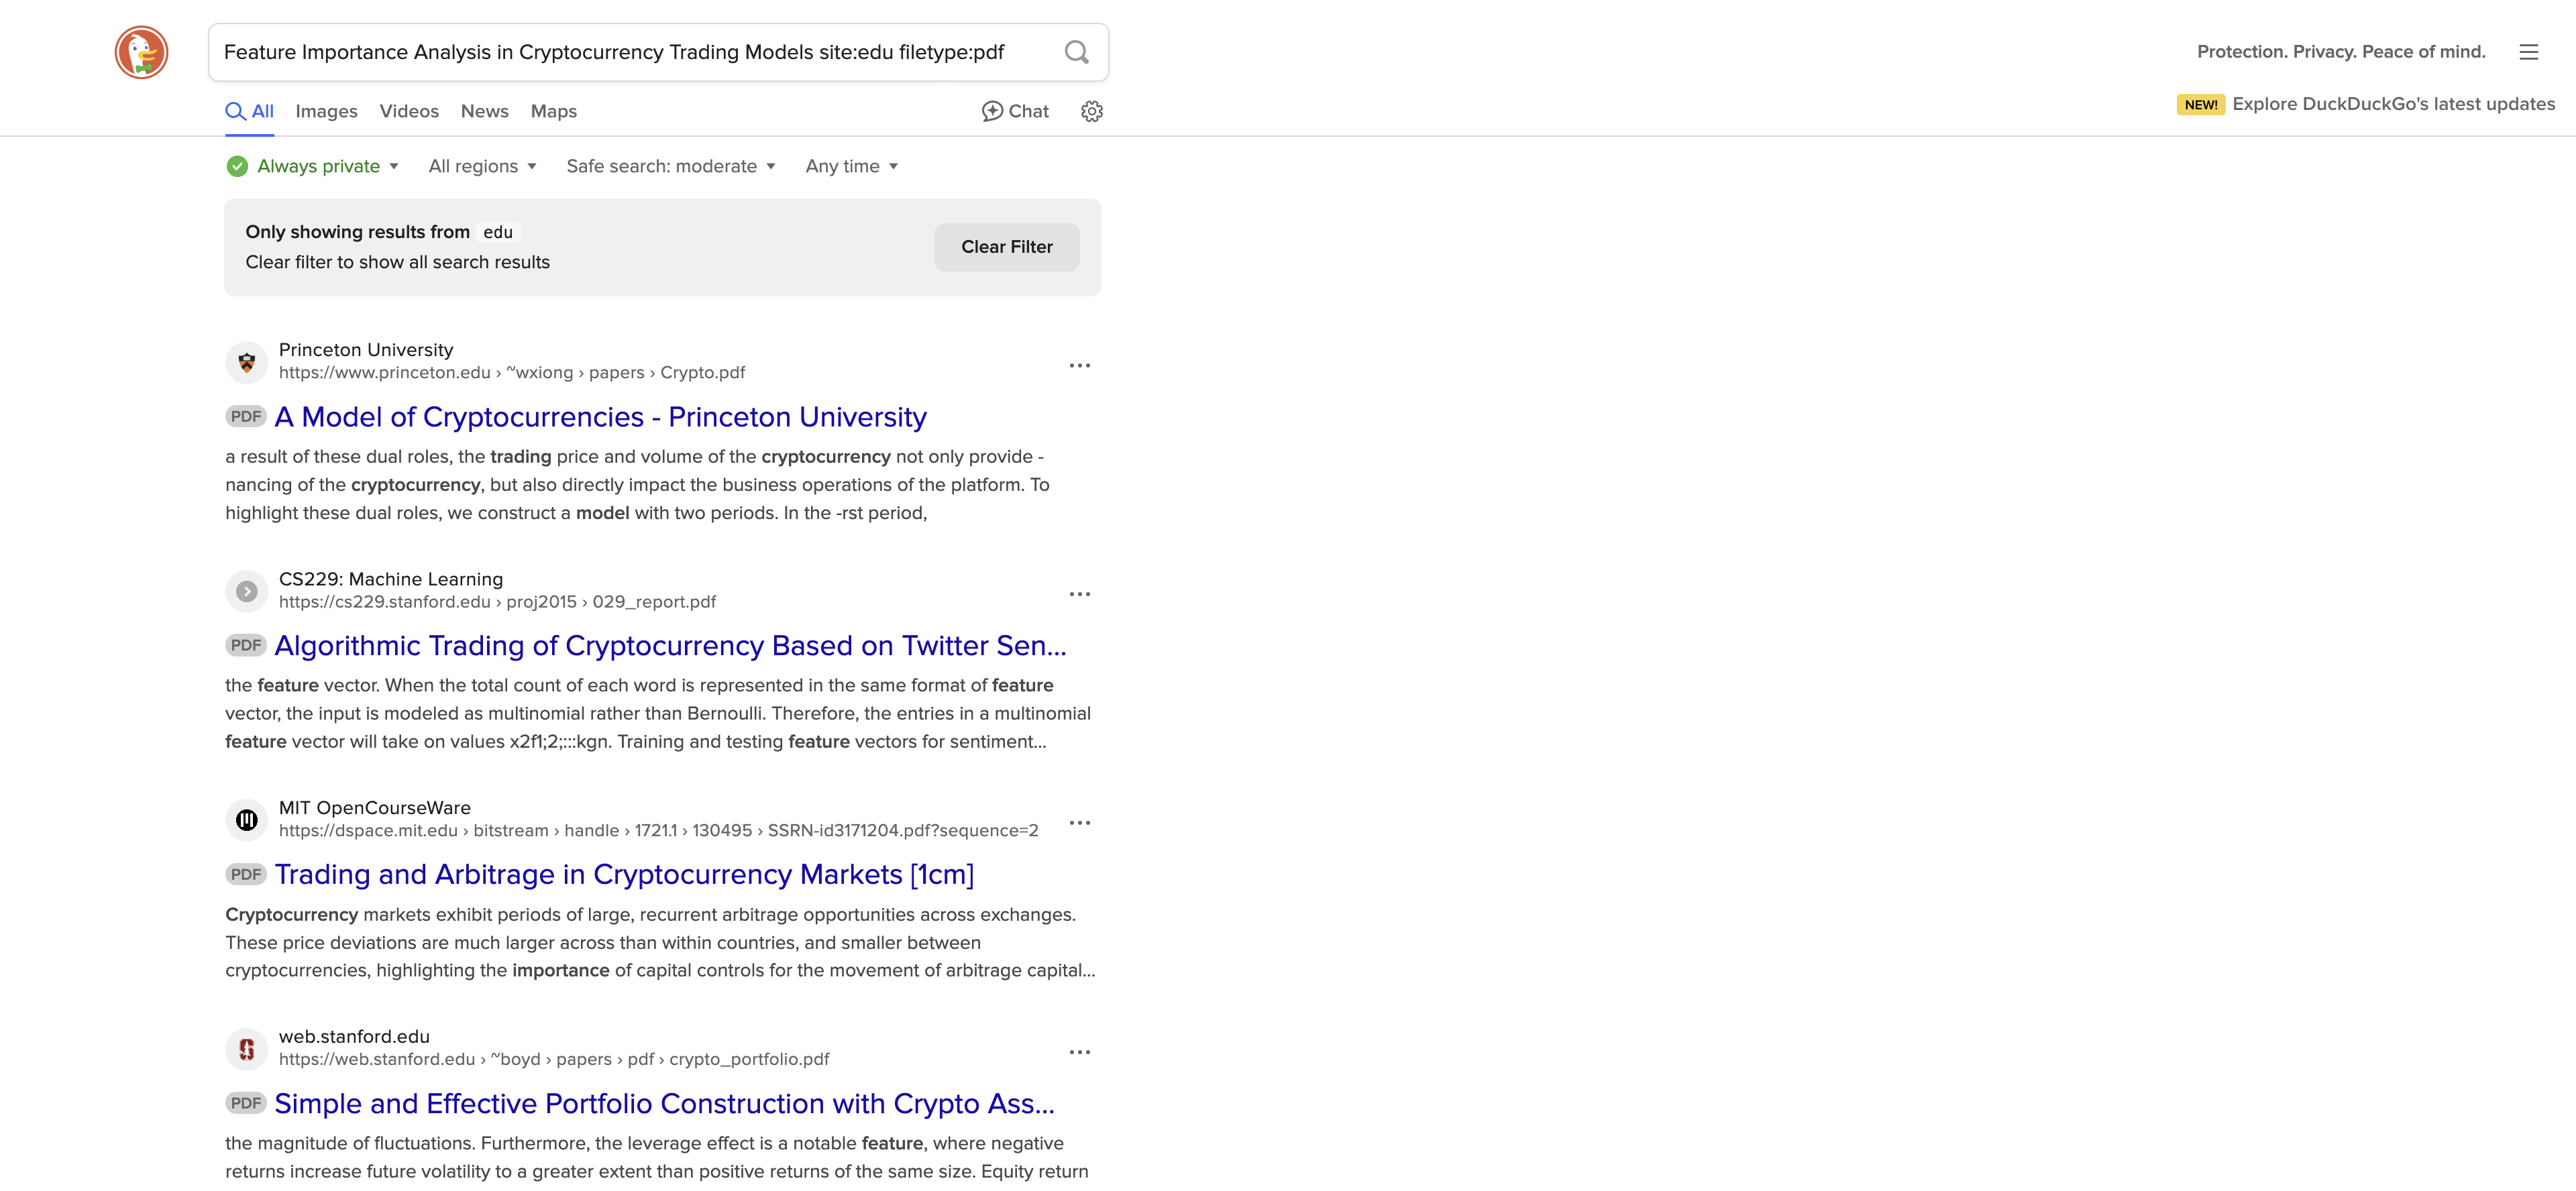 Feature Importance Analysis in Cryptocurrency Trading Models site:edu filetype:pdf
Protection. Privacy. Peace of mind.
All Images Videos News Maps Chat
NEW! Explore DuckDuckGo's latest updates
Always private All regions Safe search: moderate Any time
Only showing results from edu
Clear filter to show all search results
Clear Filter
Princeton University
https://www.princeton.edu › ~wxiong › papers › Crypto.pdf
PDF A Model of Cryptocurrencies - Princeton University
a result of these dual roles, the trading price and volume of the cryptocurrency not only provide -
nancing of the cryptocurrency, but also directly impact the business operations of the platform. To
highlight these dual roles, we construct a model with two periods. In the -rst period,
CS229: Machine Learning
https://cs229.stanford.edu › proj2015 › 029_report.pdf
PDF Algorithmic Trading of Cryptocurrency Based on Twitter Sen...
the feature vector. When the total count of each word is represented in the same format of feature
vector, the input is modeled as multinomial rather than Bernoulli. Therefore, the entries in a multinomial
feature vector will take on values x2f1;2;:::kgn. Training and testing feature vectors for sentiment...
MIT OpenCourseWare
https://dspace.mit.edu › bitstream › handle › 1721.1 › 130495 › SSRN-id3171204.pdf?sequence=2
PDF Trading and Arbitrage in Cryptocurrency Markets [1cm]
Cryptocurrency markets exhibit periods of large, recurrent arbitrage opportunities across exchanges.
These price deviations are much larger across than within countries, and smaller between
cryptocurrencies, highlighting the importance of capital controls for the movement of arbitrage capital...
web.stanford.edu
https://web.stanford.edu › ~boyd › papers › pdf › crypto_portfolio.pdf
PDF Simple and Effective Portfolio Construction with Crypto Ass...
the magnitude of fluctuations. Furthermore, the leverage effect is a notable feature, where negative
returns increase future volatility to a greater extent than positive returns of the same size. Equity return